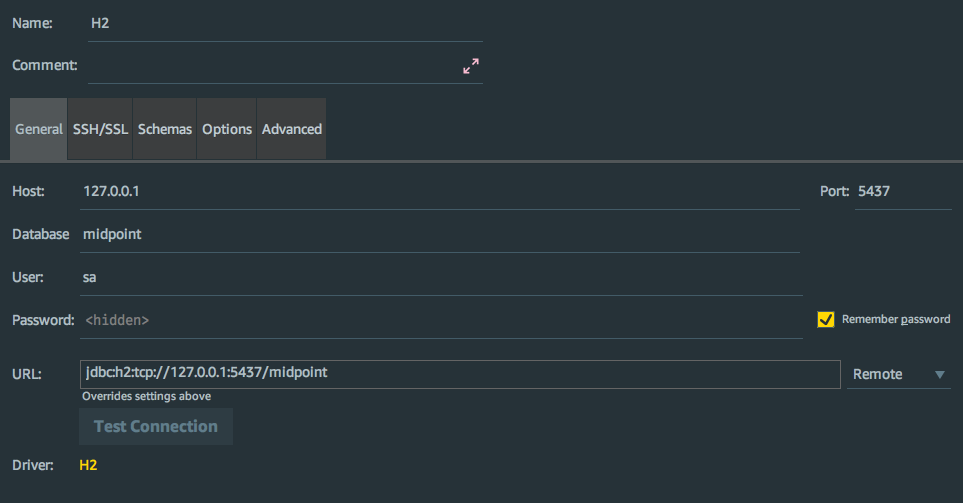 Name: H2
Comment:
General SSH/SSL Schemas Options Advanced
Host: 127.0.0.1 Port: 5437
Database midpoint
User: sa
Password: <hidden> Remember password
URL: jdbc:h2:tcp://127.0.0.1:5437/midpoint Remote
Overrides settings above
Test Connection
Driver: H2